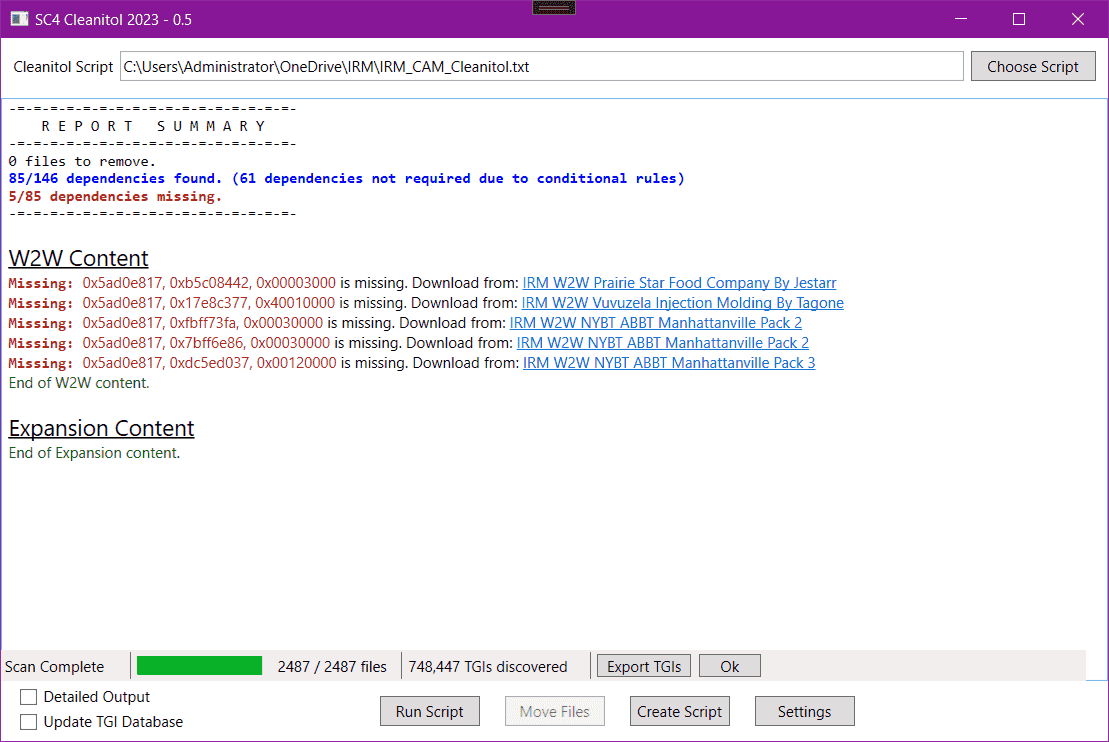 SC4 Cleanitol 2023 - 0.5
Cleanitol Script C:\Users\Administrator\OneDrive\IRM\IRM_CAM_Cleanitol.txt Choose Script
-=-=-=-=-=-=-=-=-=-=-=-=-=-=-=-=-=-
R E P O R T   S U M M A R Y
-=-=-=-=-=-=-=-=-=-=-=-=-=-=-=-=-=-
0 files to remove.
85/146 dependencies found. (61 dependencies not required due to conditional rules)
5/85 dependencies missing.
-=-=-=-=-=-=-=-=-=-=-=-=-=-=-=-=-=-
W2W Content
Missing: 0x5ad0e817, 0xb5c08442, 0x00003000 is missing. Download from: IRM W2W Prairie Star Food Company By Jestarr
Missing: 0x5ad0e817, 0x17e8c377, 0x40010000 is missing. Download from: IRM W2W Vuvuzela Injection Molding By Tagone
Missing: 0x5ad0e817, 0xfbff73fa, 0x00030000 is missing. Download from: IRM W2W NYBT ABBT Manhattanville Pack 2
Missing: 0x5ad0e817, 0x7bff6e86, 0x00030000 is missing. Download from: IRM W2W NYBT ABBT Manhattanville Pack 2
Missing: 0x5ad0e817, 0xdc5ed037, 0x00120000 is missing. Download from: IRM W2W NYBT ABBT Manhattanville Pack 3
End of W2W content.
Expansion Content
End of Expansion content.
Scan Complete 2487 / 2487 files 748,447 TGIs discovered Export TGIs Ok
Detailed Output
Update TGI Database
Run Script Move Files Create Script Settings